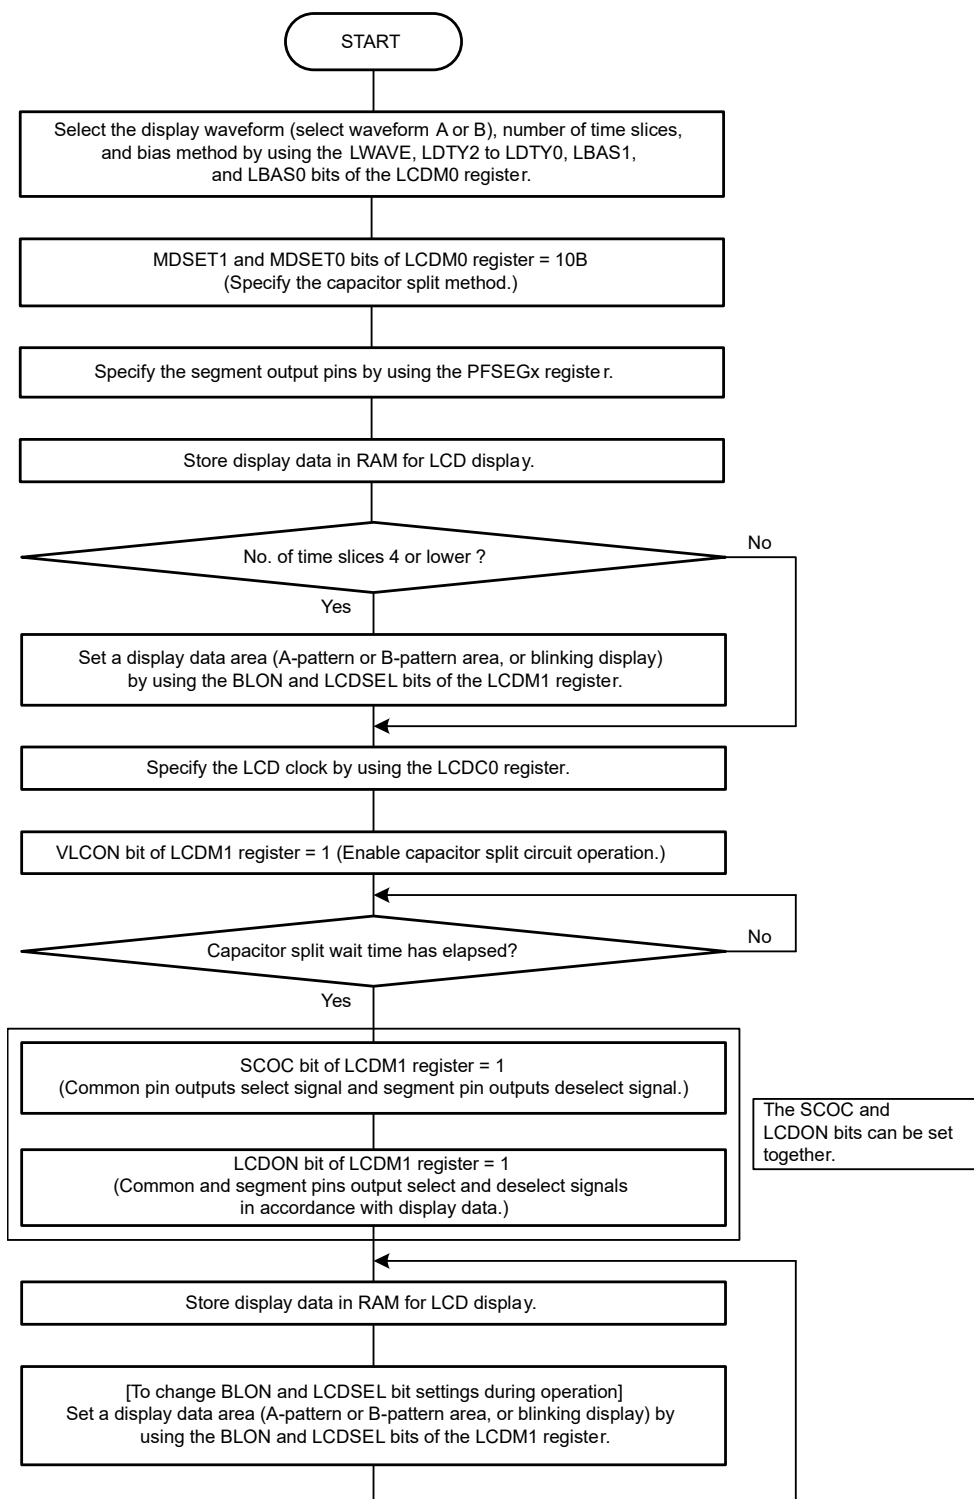 START
Select the display waveform (select waveform A or B), number of time slices,
and bias method by using the LWAVE, LDTY2 to LDTY0, LBAS1,
and LBAS0 bits of the LCDM0 register.
MDSET1 and MDSET0 bits of LCDM0 register = 10B
(Specify the capacitor split method.)
Specify the segment output pins by using the PFSEGx register.
Store display data in RAM for LCD display.
No. of time slices 4 or lower ?
No
Yes
Set a display data area (A-pattern or B-pattern area, or blinking display)
by using the BLON and LCDSEL bits of the LCDM1 register.
Specify the LCD clock by using the LCDC0 register.
VLCON bit of LCDM1 register = 1 (Enable capacitor split circuit operation.)
Capacitor split wait time has elapsed?
No
Yes
SCOC bit of LCDM1 register = 1
(Common pin outputs select signal and segment pin outputs deselect signal.)
The SCOC and
LCDON bits can be set
together.
LCDON bit of LCDM1 register = 1
(Common and segment pins output select and deselect signals
in accordance with display data.)
Store display data in RAM for LCD display.
[To change BLON and LCDSEL bit settings during operation]
Set a display data area (A-pattern or B-pattern area, or blinking display) by
using the BLON and LCDSEL bits of the LCDM1 register.